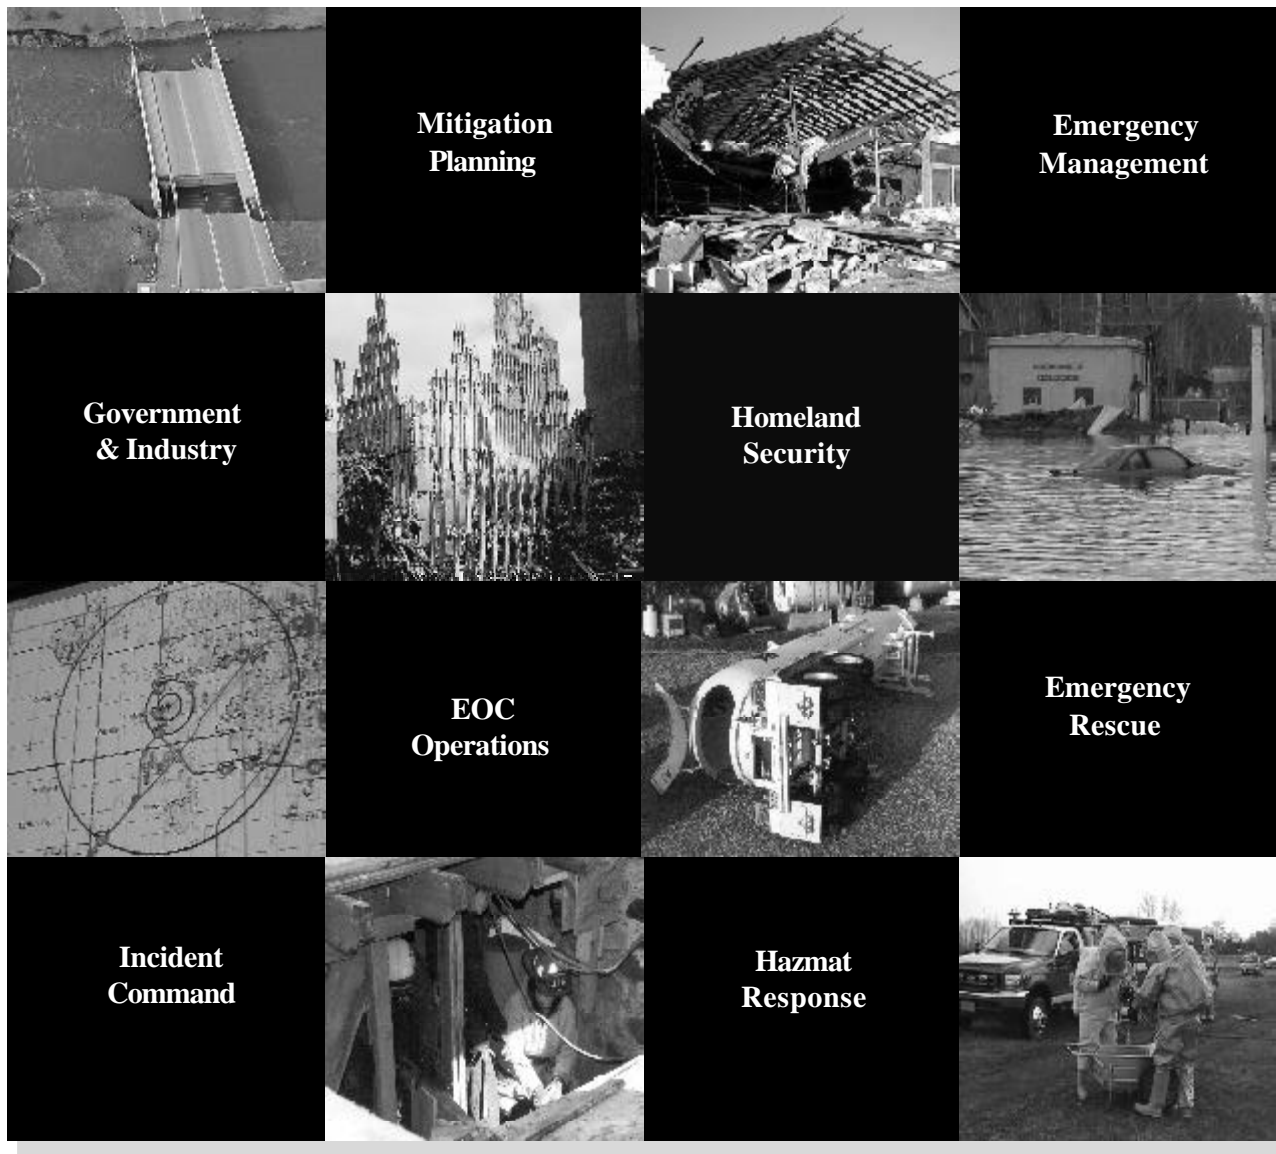 Mitigation
Planning
Emergency
Management
Government
& Industry
Homeland
Security
EOC
Operations
Emergency
Rescue
Incident
Command
Hazmat
Response